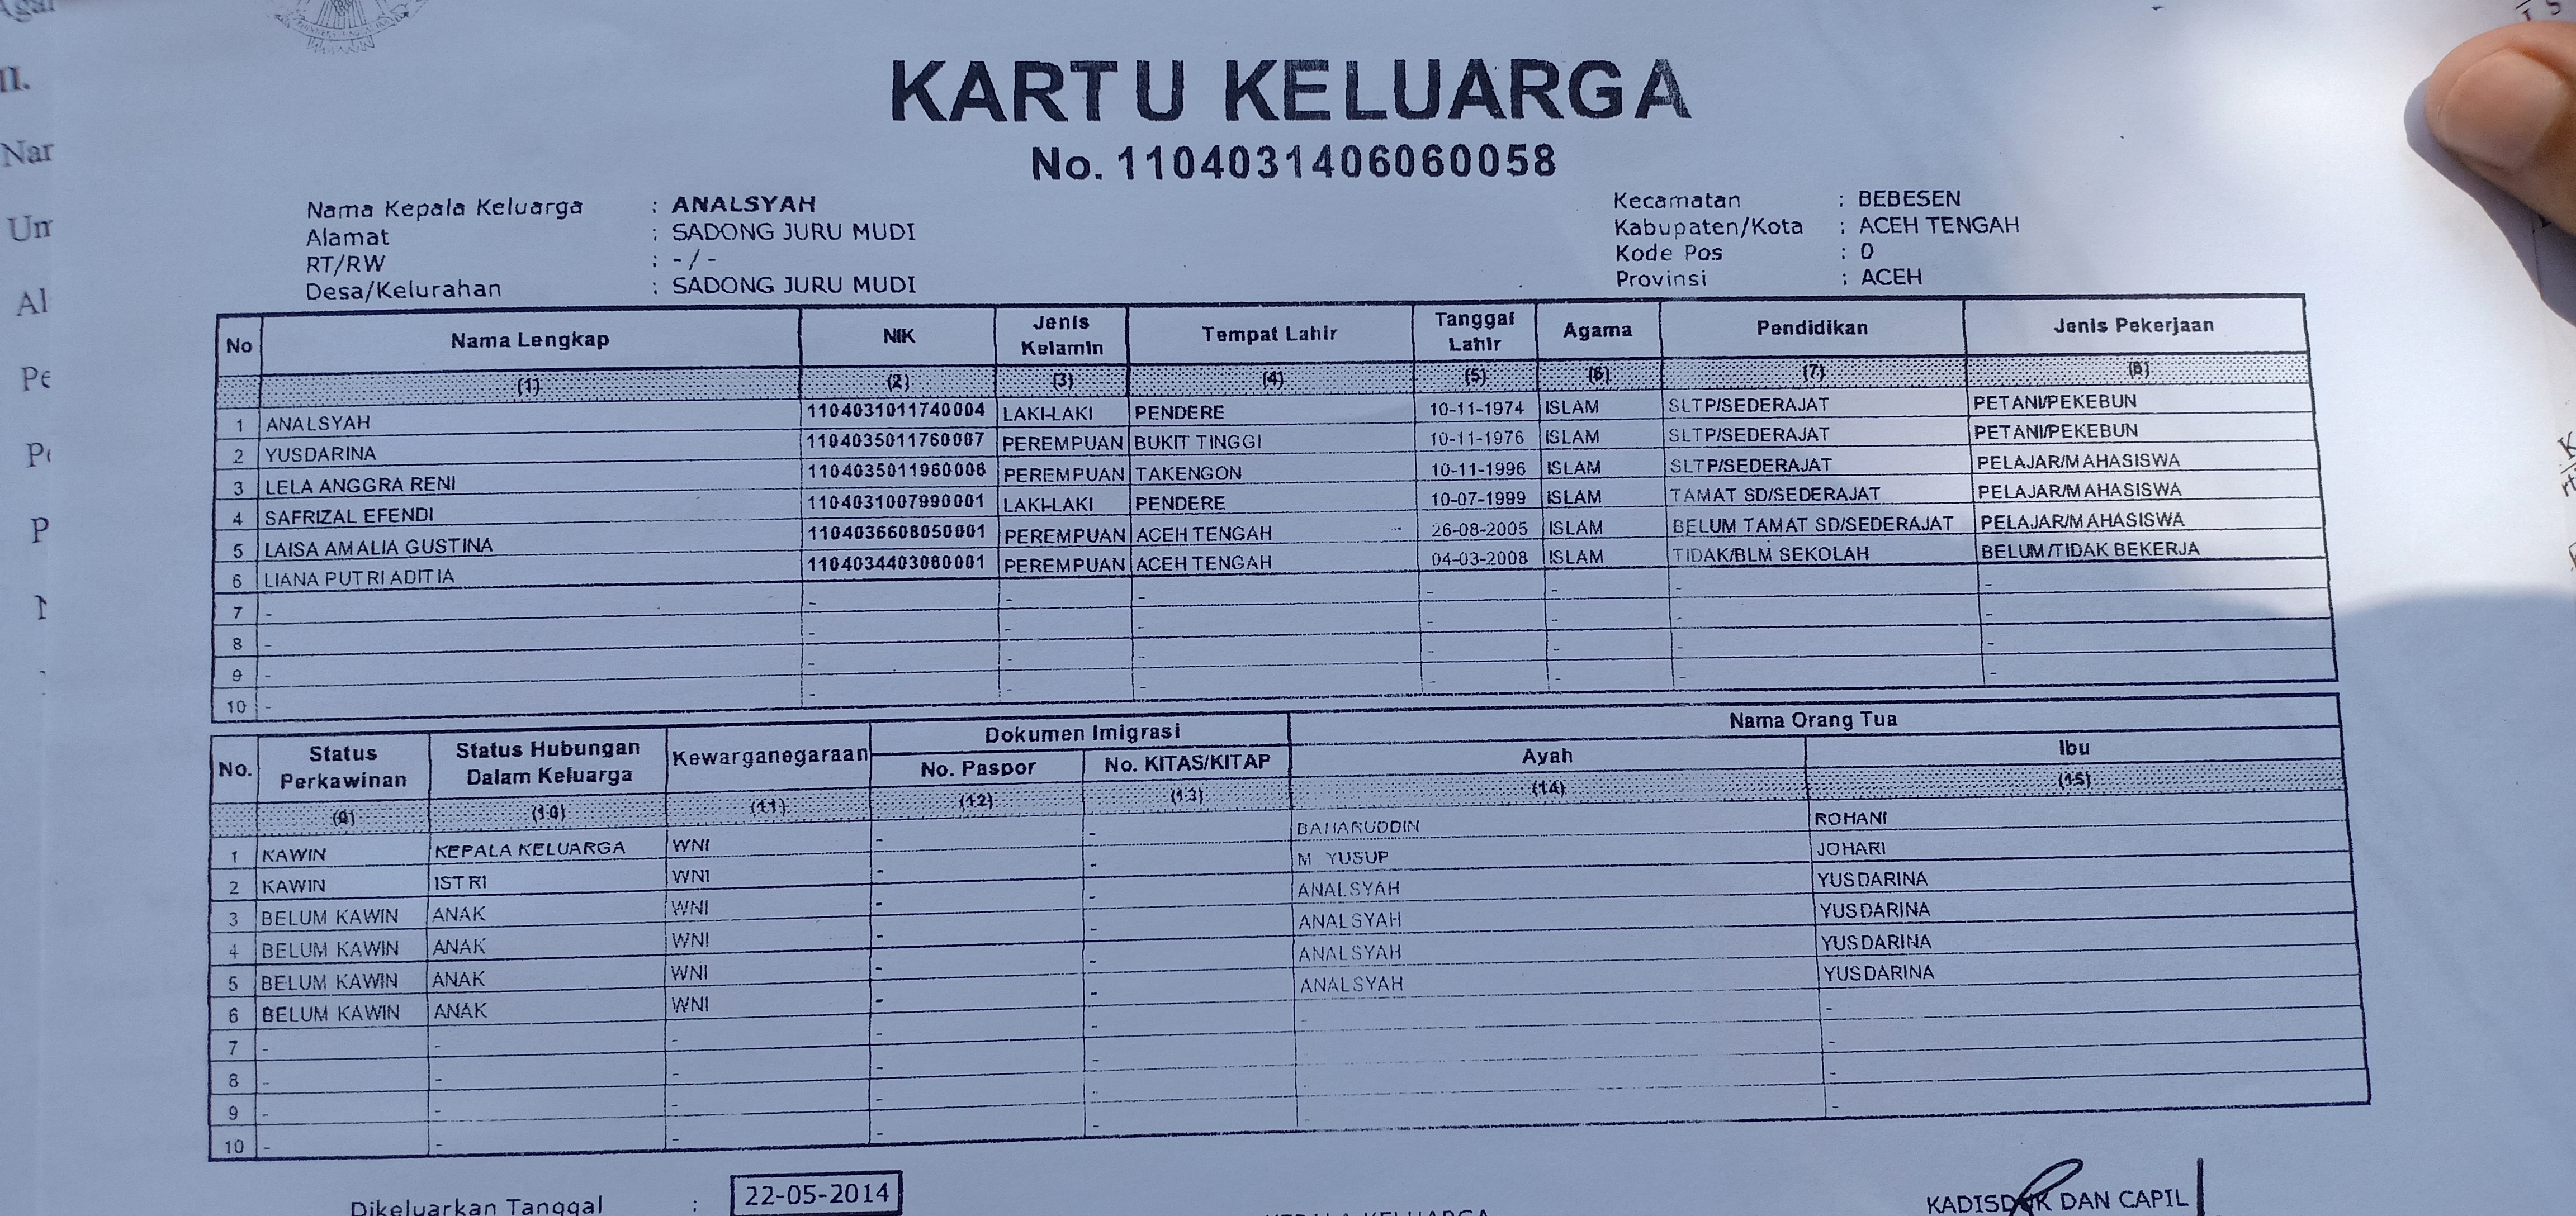 KARTU KELUARGA
No. 1104031406060058
Nama Kepala Keluarga : ANALSYAH Kecamatan : BEBESEN
Alamat : SADONG JURU MUDI Kabupaten/Kota : ACEH TENGAH
RT/RW : - / - Kode Pos : 0
Desa/Kelurahan : SADONG JURU MUDI Provinsi : ACEH
No Nama Lengkap NIK Jenis Kelamin Tempat Lahir Tanggal Lahir Agama Pendidikan Jenis Pekerjaan
(1) (2) (3) (4) (5) (6) (7) (8)
1 ANALSYAH 1104031011740004 LAKI-LAKI PENDERE 10-11-1974 ISLAM SLTP/SEDERAJAT PETANI/PEKEBUN
2 YUSDARINA 1104035011760007 PEREMPUAN BUKIT TINGGI 10-11-1976 ISLAM SLTP/SEDERAJAT PETANI/PEKEBUN
3 LELA ANGGRA RENI 1104035011960006 PEREMPUAN TAKENGON 10-11-1996 ISLAM SLTP/SEDERAJAT PELAJAR/MAHASISWA
4 SAFRIZAL EFENDI 1104031007990001 LAKI-LAKI PENDERE 10-07-1999 ISLAM TAMAT SD/SEDERAJAT PELAJAR/MAHASISWA
5 LAISA AMALIA GUSTINA 1104036608050001 PEREMPUAN ACEH TENGAH 26-08-2005 ISLAM BELUM TAMAT SD/SEDERAJAT PELAJAR/MAHASISWA
6 LIANA PUTRI ADITIA 1104034403080001 PEREMPUAN ACEH TENGAH 04-03-2008 ISLAM TIDAK/BLM SEKOLAH BELUM/TIDAK BEKERJA
7 - - - - - - - -
8 - - - - - - - -
9 - - - - - - - -
10 - - - - - - - -
No. Status Perkawinan Status Hubungan Dalam Keluarga Kewarganegaraan Dokumen Imigrasi Nama Orang Tua
No. Paspor No. KITAS/KITAP Ayah Ibu
(9) (10) (11) (12) (13) (14) (15)
1 KAWIN KEPALA KELUARGA WNI - - BAHARUDDIN ROHANI
2 KAWIN ISTRI WNI - - M YUSUP JOHARI
3 BELUM KAWIN ANAK WNI - - ANALSYAH YUSDARINA
4 BELUM KAWIN ANAK WNI - - ANALSYAH YUSDARINA
5 BELUM KAWIN ANAK WNI - - ANALSYAH YUSDARINA
6 BELUM KAWIN ANAK WNI - - ANALSYAH YUSDARINA
7 - - - - - - -
8 - - - - - - -
9 - - - - - - -
10 - - - - - - -
Dikeluarkan Tanggal : 22-05-2014
KADISDUK DAN CAPIL